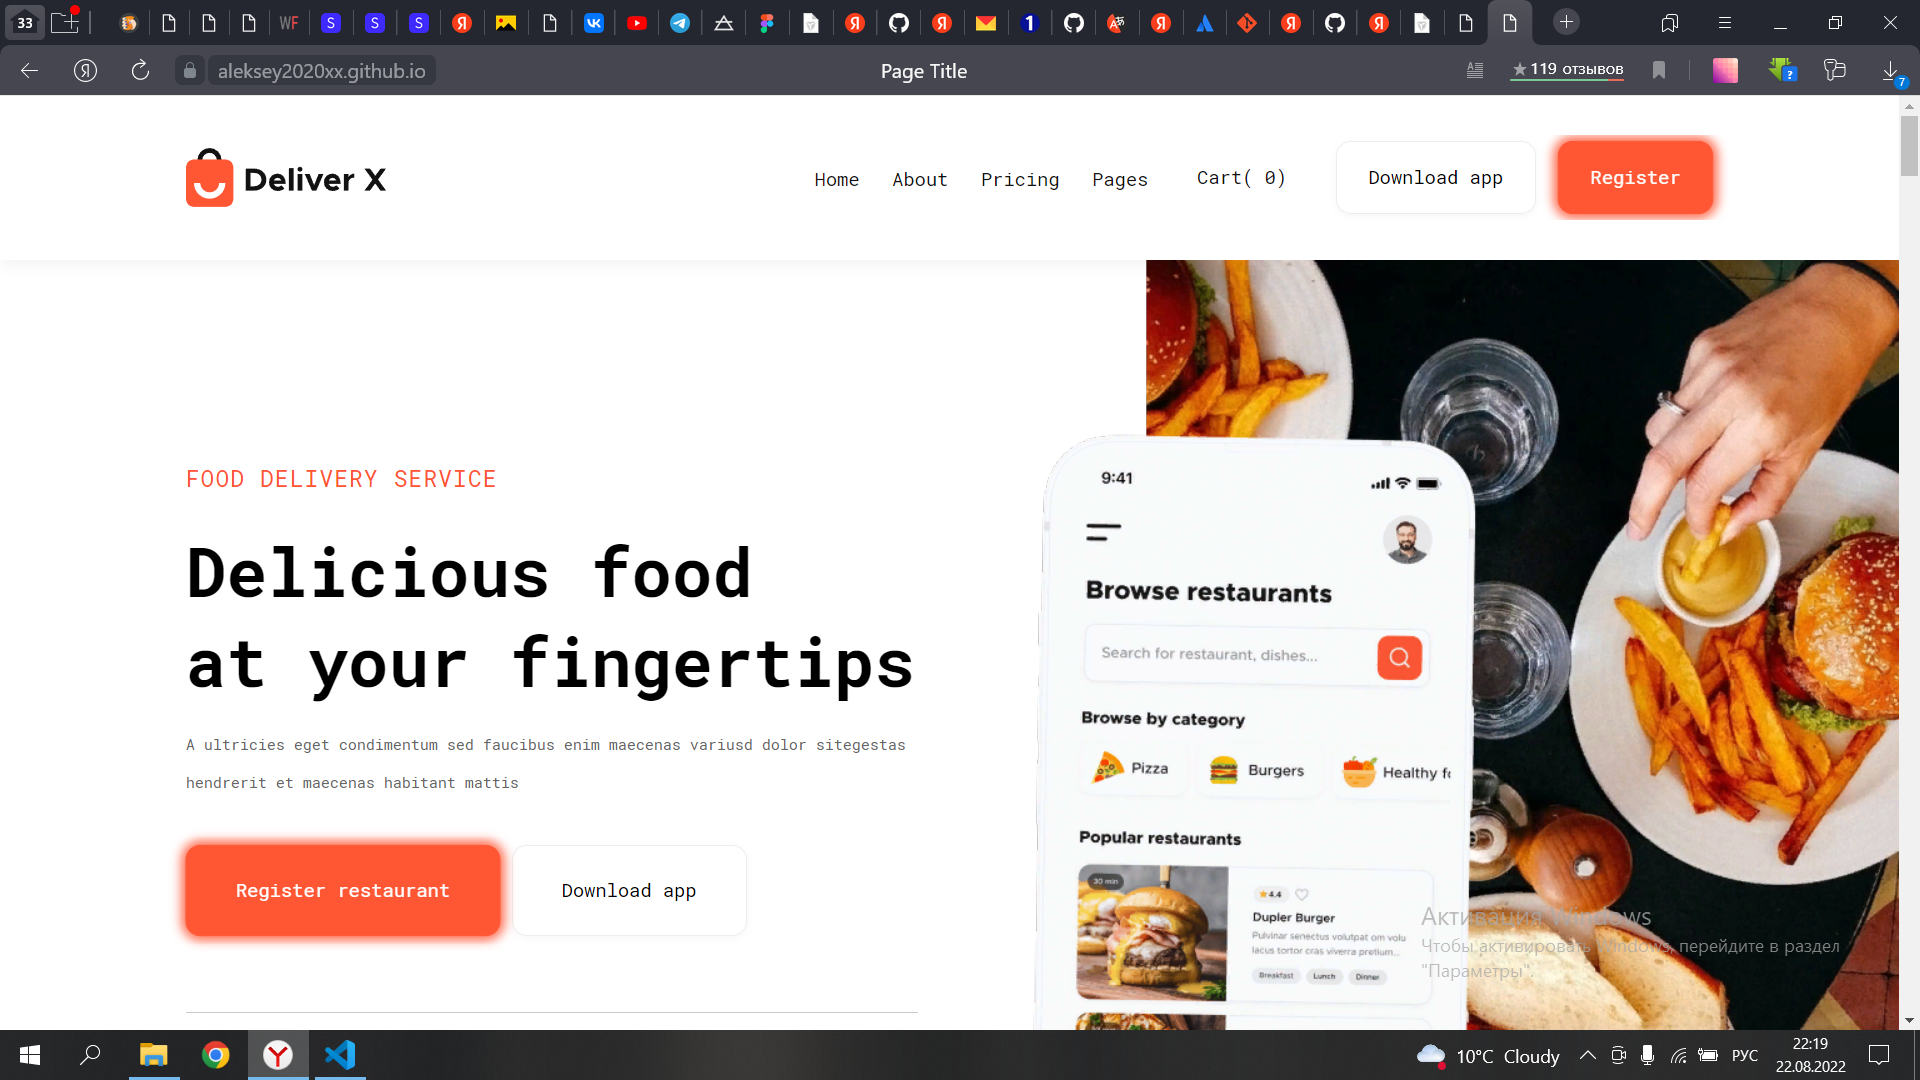 33
aleksey2020xx.github.io
Page Title
★119 отзывов
7
Deliver X
Home
About
Pricing
Pages
Cart( 0)
Download app
Register
FOOD DELIVERY SERVICE
Delicious food
at your fingertips
A ultricies eget condimentum sed faucibus enim maecenas variusd dolor sitegestas
hendrerit et maecenas habitant mattis
Register restaurant
Download app
9:41
Browse restaurants
Search for restaurant, dishes...
Browse by category
Pizza
Burgers
Healthy fo
Popular restaurants
30 min
★4.4
Dupler Burger
Pulvinar senectus volutpat om volu
lacus tortor cras viverra pretium...
Breakfast
Lunch
Dinner
Активация Windows
Чтобы активировать Windows, перейдите в раздел
"Параметры".
10°C Cloudy
РУС
22:19
22.08.2022